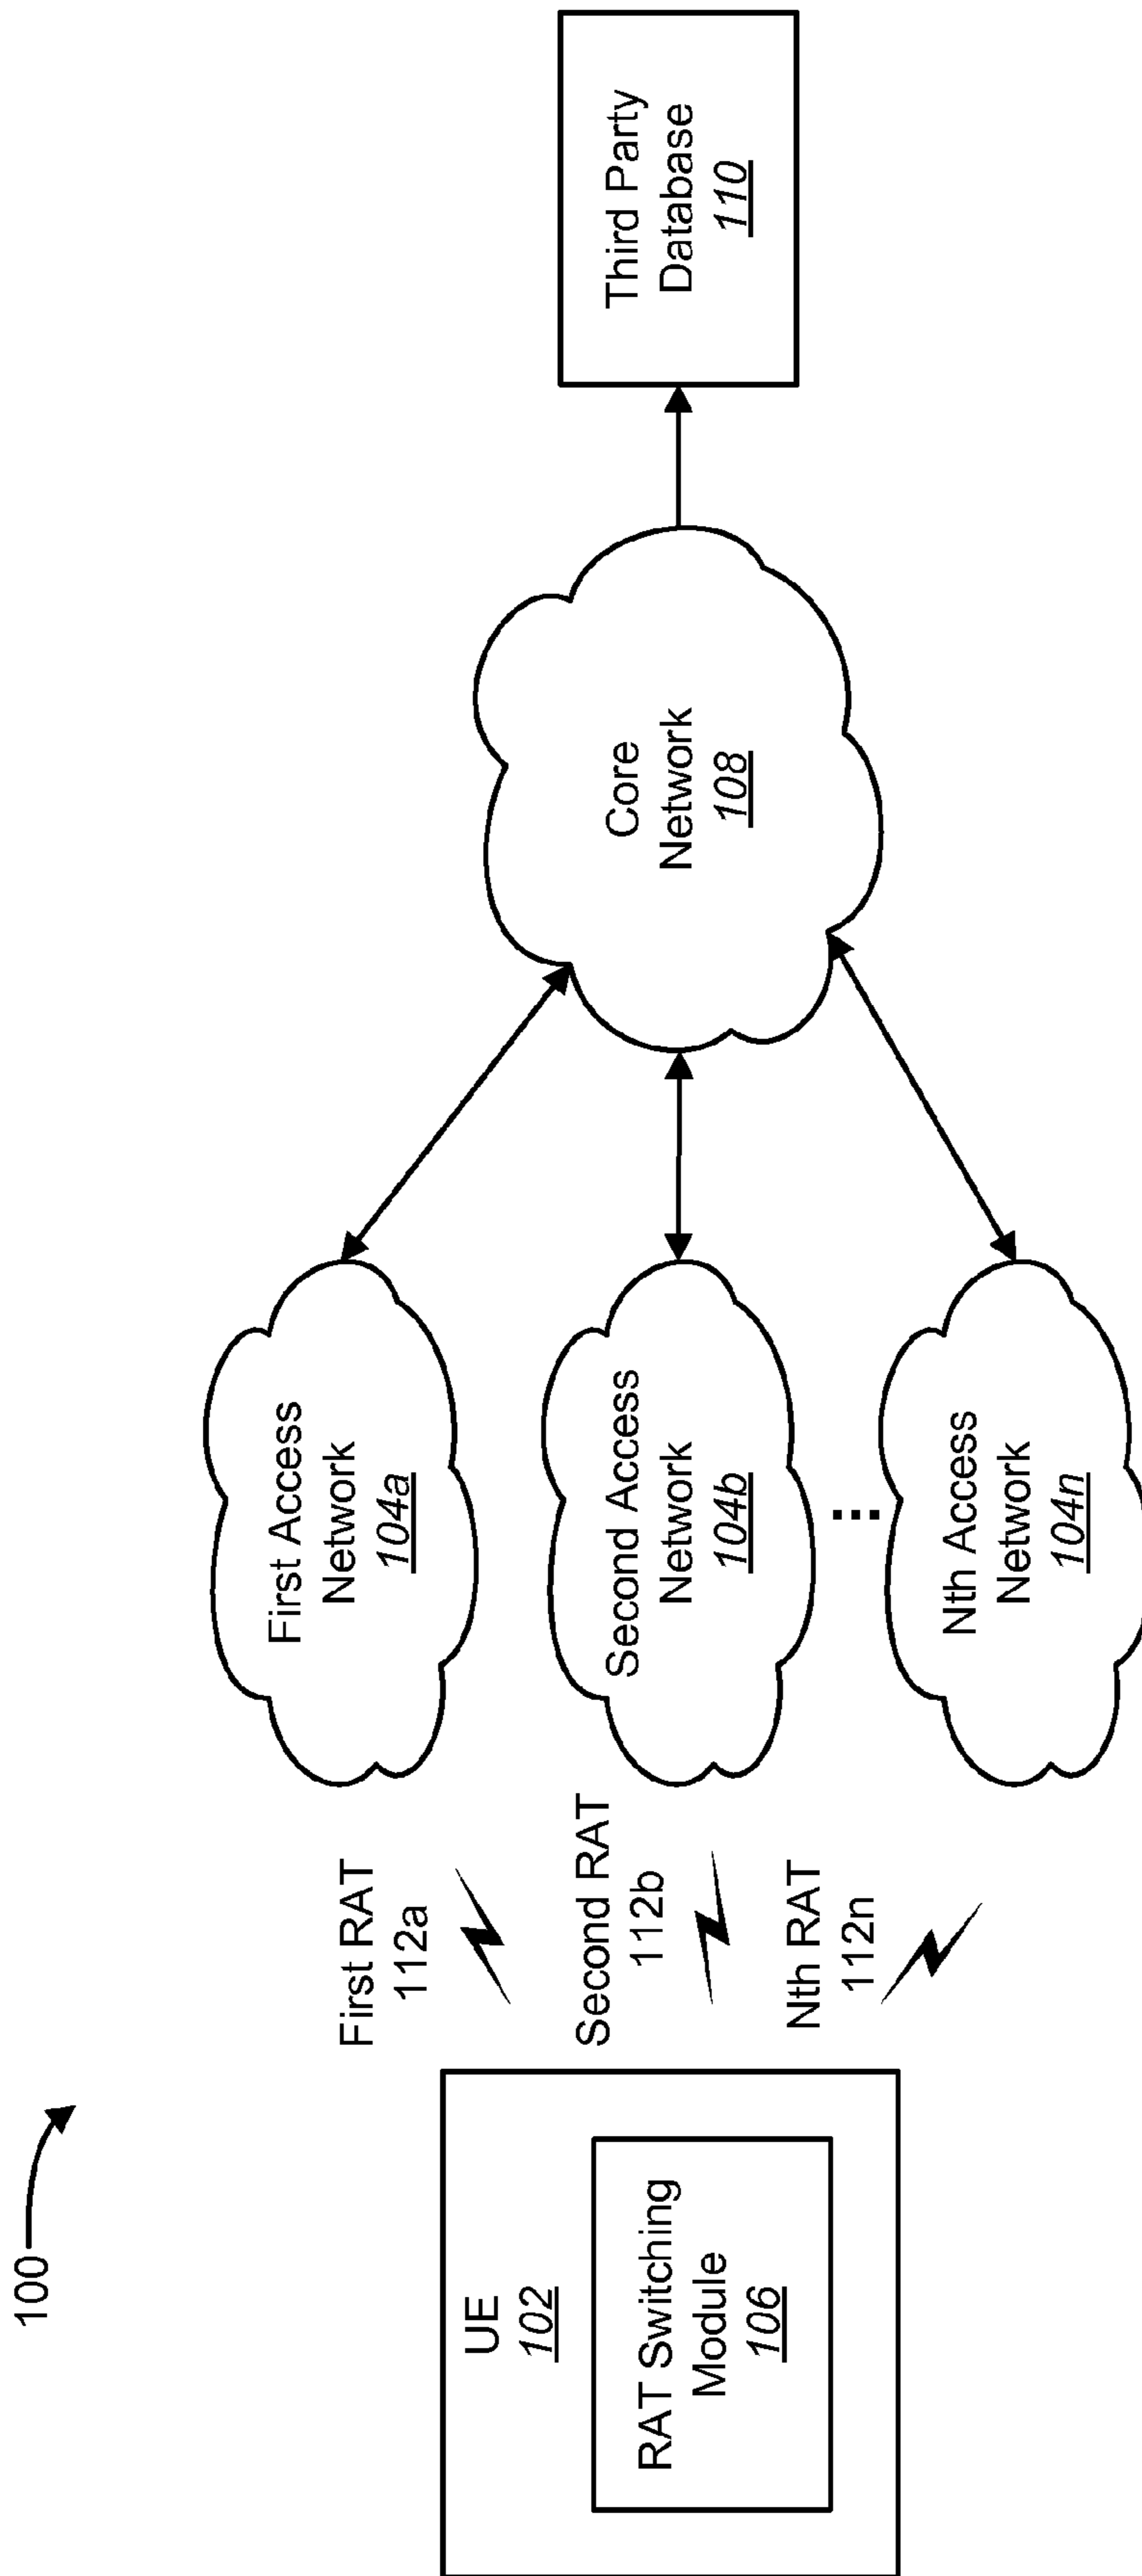 100
UE
102
RAT Switching
Module
106
First RAT
112a
Second RAT
112b
Nth RAT
112n
First Access
Network
104a
Second Access
Network
104b
...
Nth Access
Network
104n
Core
Network
108
Third Party
Database
110